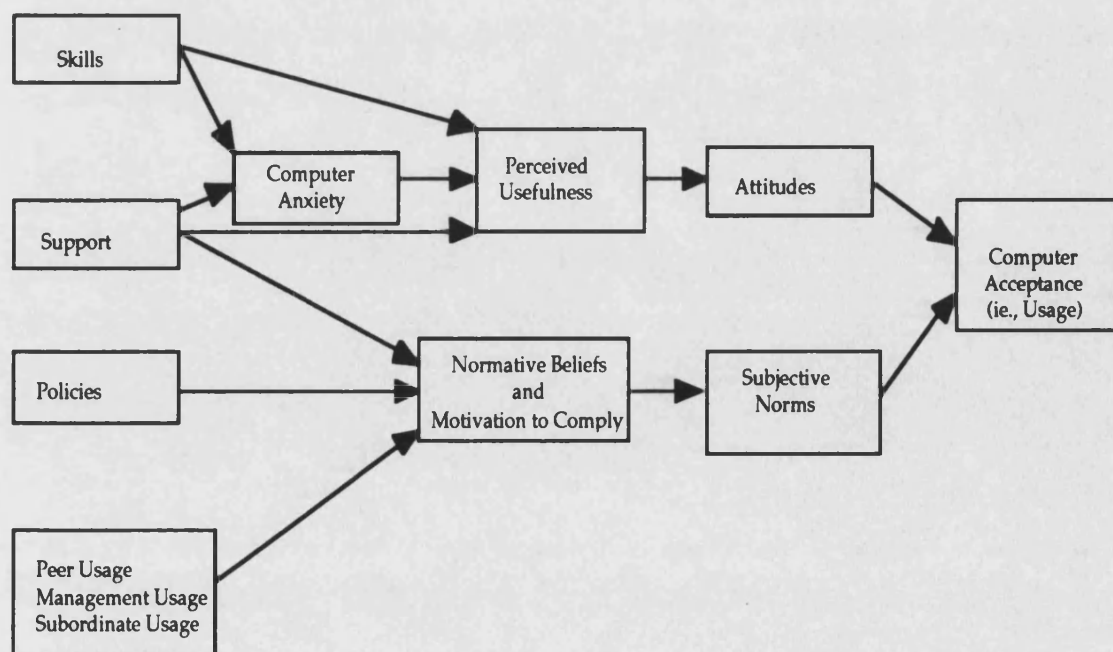 Skills
Computer
Anxiety
Perceived
Usefulness
Attitudes
Support
Computer
Acceptance
(ie., Usage)
Policies
Normative Beliefs
and
Motivation to Comply
Subjective
Norms
Peer Usage
Management Usage
Subordinate Usage